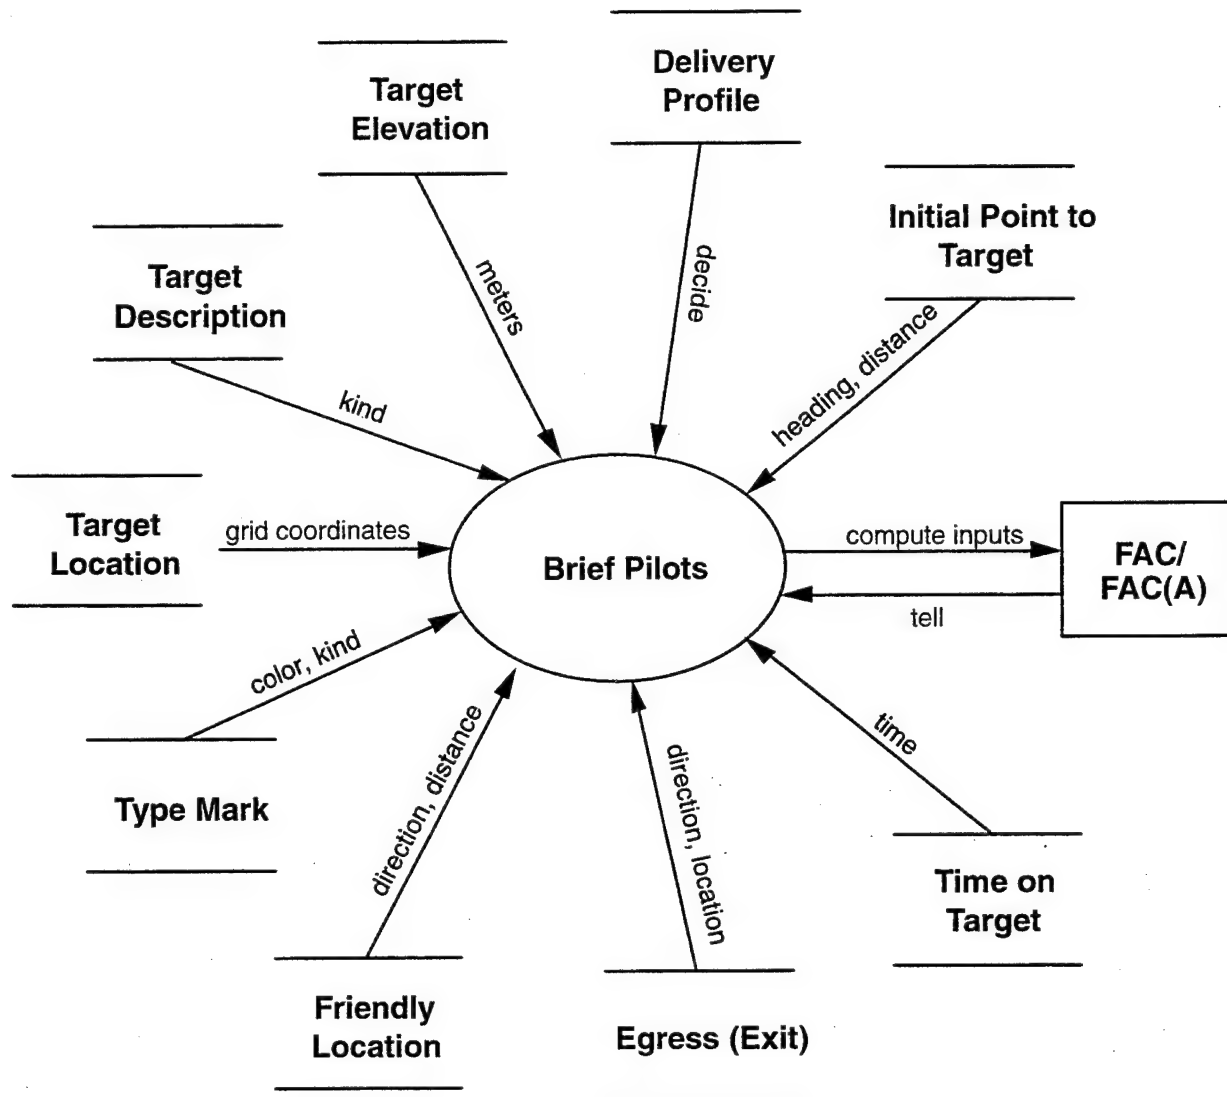 Delivery
Profile
Target
Elevation
Initial Point to
Target
Target
Description
meters
decide
heading, distance
kind
Target
Location
grid coordinates
Brief Pilots
compute inputs
FAC/
FAC(A)
tell
color, kind
Type Mark
direction, distance
direction, location
time
Time on
Target
Friendly
Location
Egress (Exit)